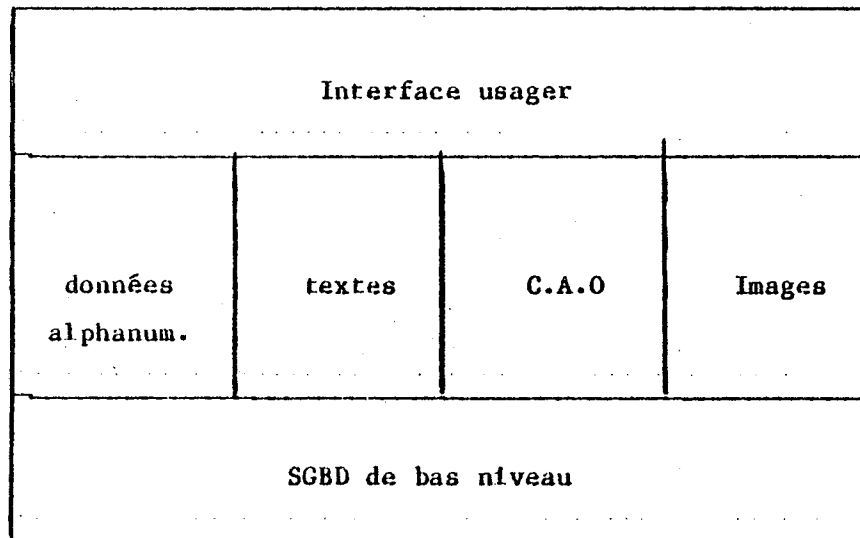 Interface usager
données
alphanum.
textes
C.A.O
Images
SGBD de bas niveau